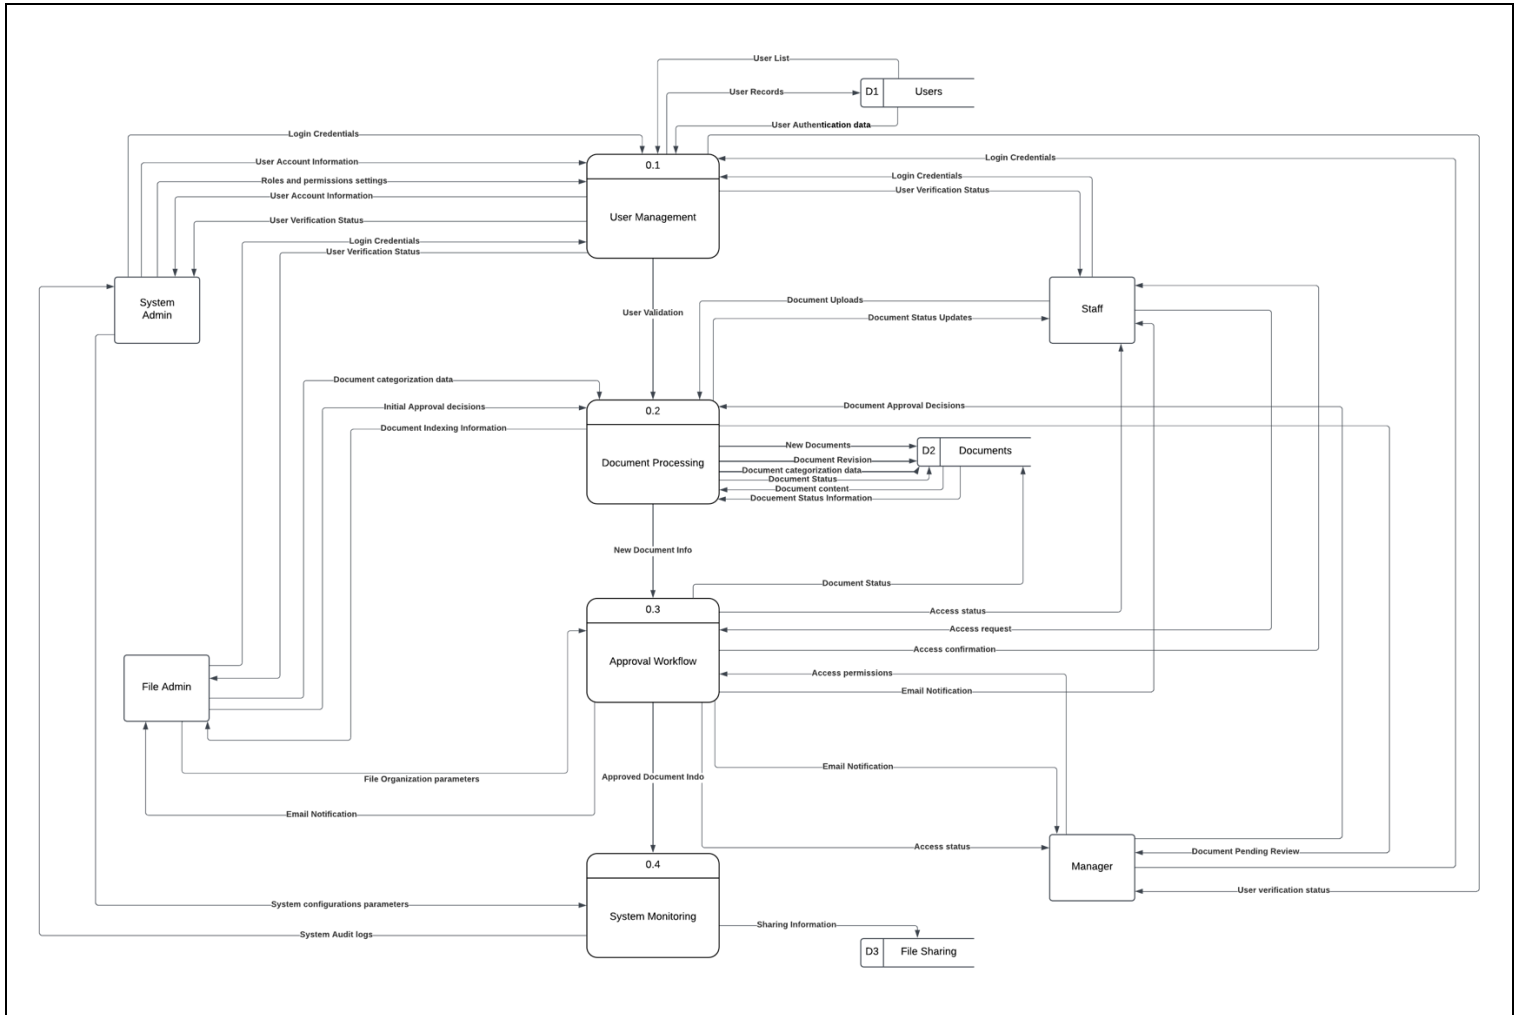 User List
User Records
D1
Users
User Authentication data
Login Credentials
Login Credentials
User Account Information
0.1
Login Credentials
Roles and permissions settings
User Verification Status
User Account Information
User Management
User Verification Status
Login Credentials
User Verification Status
System
Admin
Document Uploads
Staff
User Validation
Document Status Updates
Document categorization data
Initial Approval decisions
0.2
Document Approval Decisions
Document Indexing Information
New Documents
D2
Documents
Document Processing
Document Revision
Document categorization data
Document Status
Document content
Docuement Status Information
New Document Info
Document Status
0.3
Access status
Access request
Access confirmation
Approval Workflow
Access permissions
File Admin
Email Notification
Email Notification
File Organization parameters
Approved Document Indo
Email Notification
Access status
Document Pending Review
0.4
Manager
User verification status
System configurations parameters
System Monitoring
Sharing Information
System Audit logs
D3
File Sharing